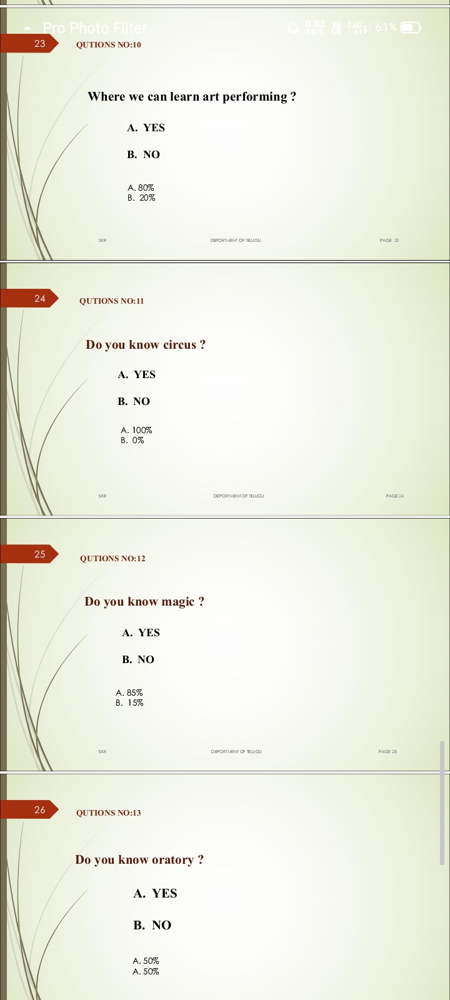 Pro Photo Filter
0.03 KB/S Vo LTE 4G 61%
23
QUTIONS NO:10
Where we can learn art performing ?
A. YES
B. NO
A. 80%
B. 20%
SKR DEPORTMENT OF TELUGU PAGE 23
24
QUTIONS NO:11
Do you know circus ?
A. YES
B. NO
A. 100%
B. 0%
SKR DEPORTMENT OF TELUGU PAGE 24
25
QUTIONS NO:12
Do you know magic ?
A. YES
B. NO
A. 85%
B. 15%
SKR DEPORTMENT OF TELUGU PAGE 25
26
QUTIONS NO:13
Do you know oratory ?
A. YES
B. NO
A. 50%
A. 50%